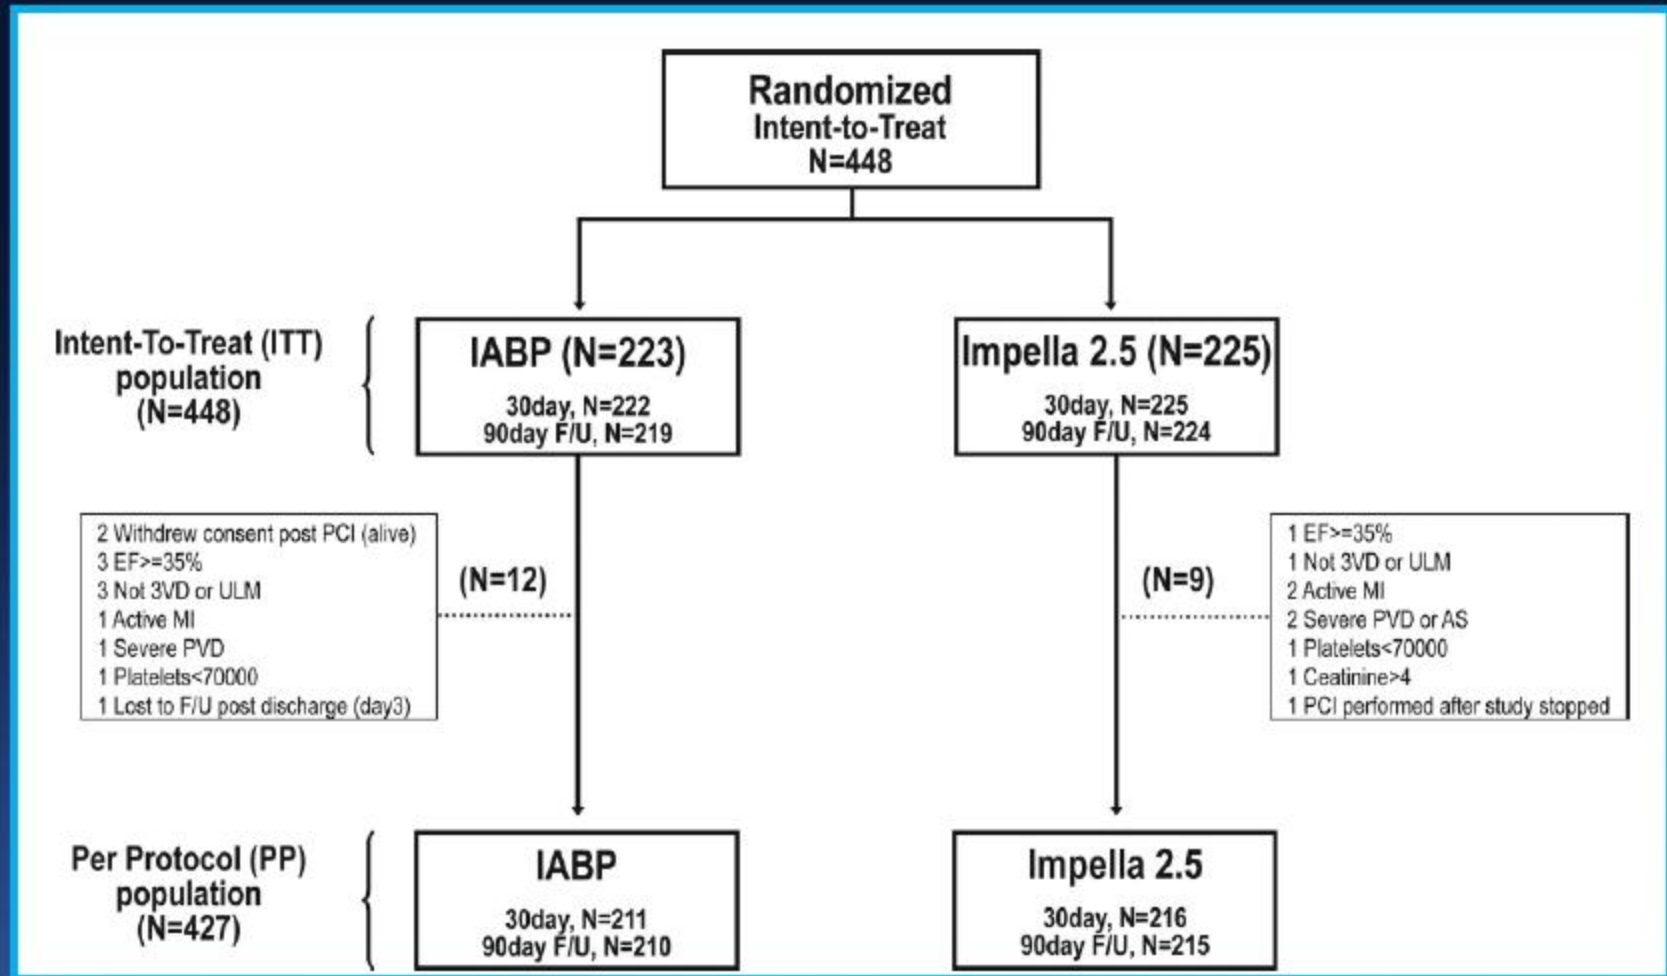 Randomized
Intent-to-Treat
N=448
Intent-To-Treat (ITT)
population
(N=448)
IABP (N=223)
30day, N=222
90day F/U, N=219
Impella 2.5 (N=225)
30day, N=225
90day F/U, N=224
2 Withdrew consent post PCI (alive)
3 EF>=35%
3 Not 3VD or ULM
1 Active MI
1 Severe PVD
1 Platelets<70000
1 Lost to F/U post discharge (day3)
(N=12)
(N=9)
1 EF>=35%
1 Not 3VD or ULM
2 Active MI
2 Severe PVD or AS
1 Platelets<70000
1 Ceatinine>4
1 PCI performed after study stopped
Per Protocol (PP)
population
(N=427)
IABP
30day, N=211
90day F/U, N=210
Impella 2.5
30day, N=216
90day F/U, N=215